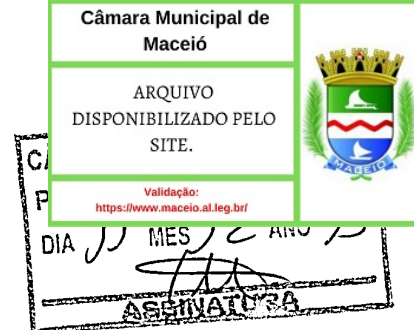 Câmara Municipal de
Maceió
ARQUIVO
DISPONIBILIZADO PELO
SITE.
Validação:
https://www.maceio.al.leg.br/
MACEIÓ
DIA MES ANO
ASSINATURA